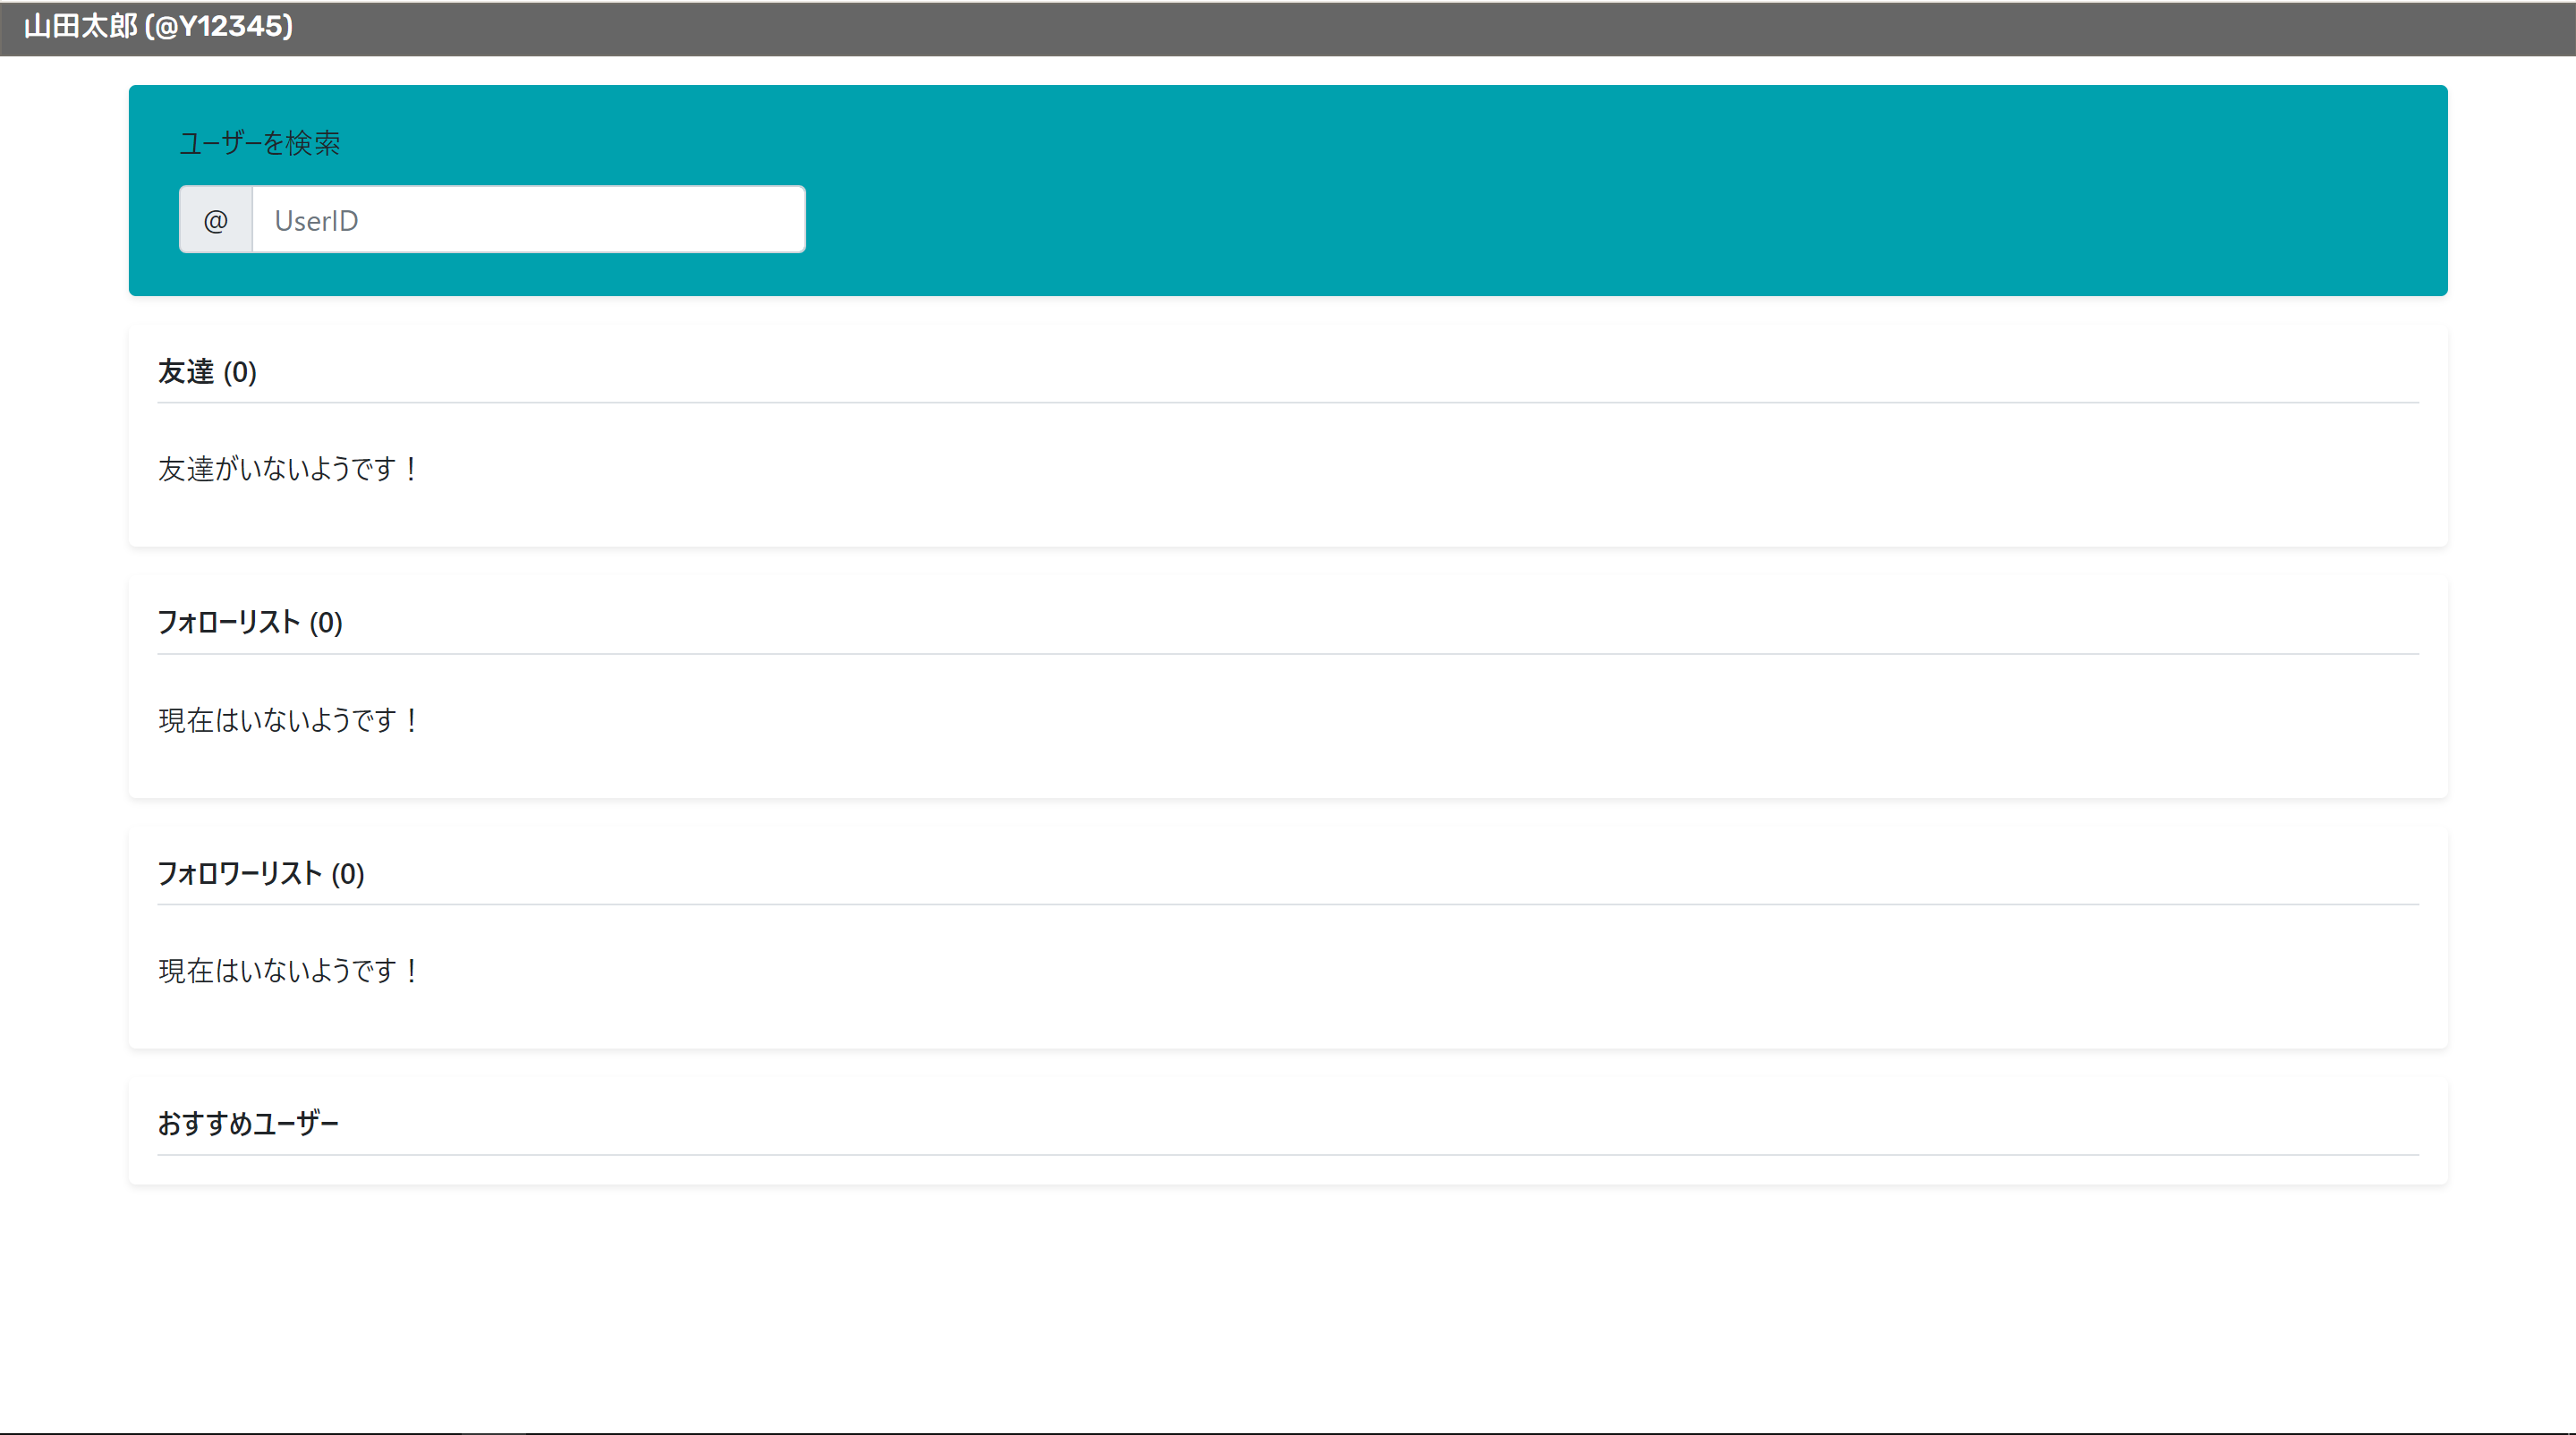 山田太郎 (@Y12345)
ユーザーを検索
@ UserID
友達 (0)
友達がいないようです！
フォローリスト (0)
現在はいないようです！
フォロワーリスト (0)
現在はいないようです！
おすすめユーザー